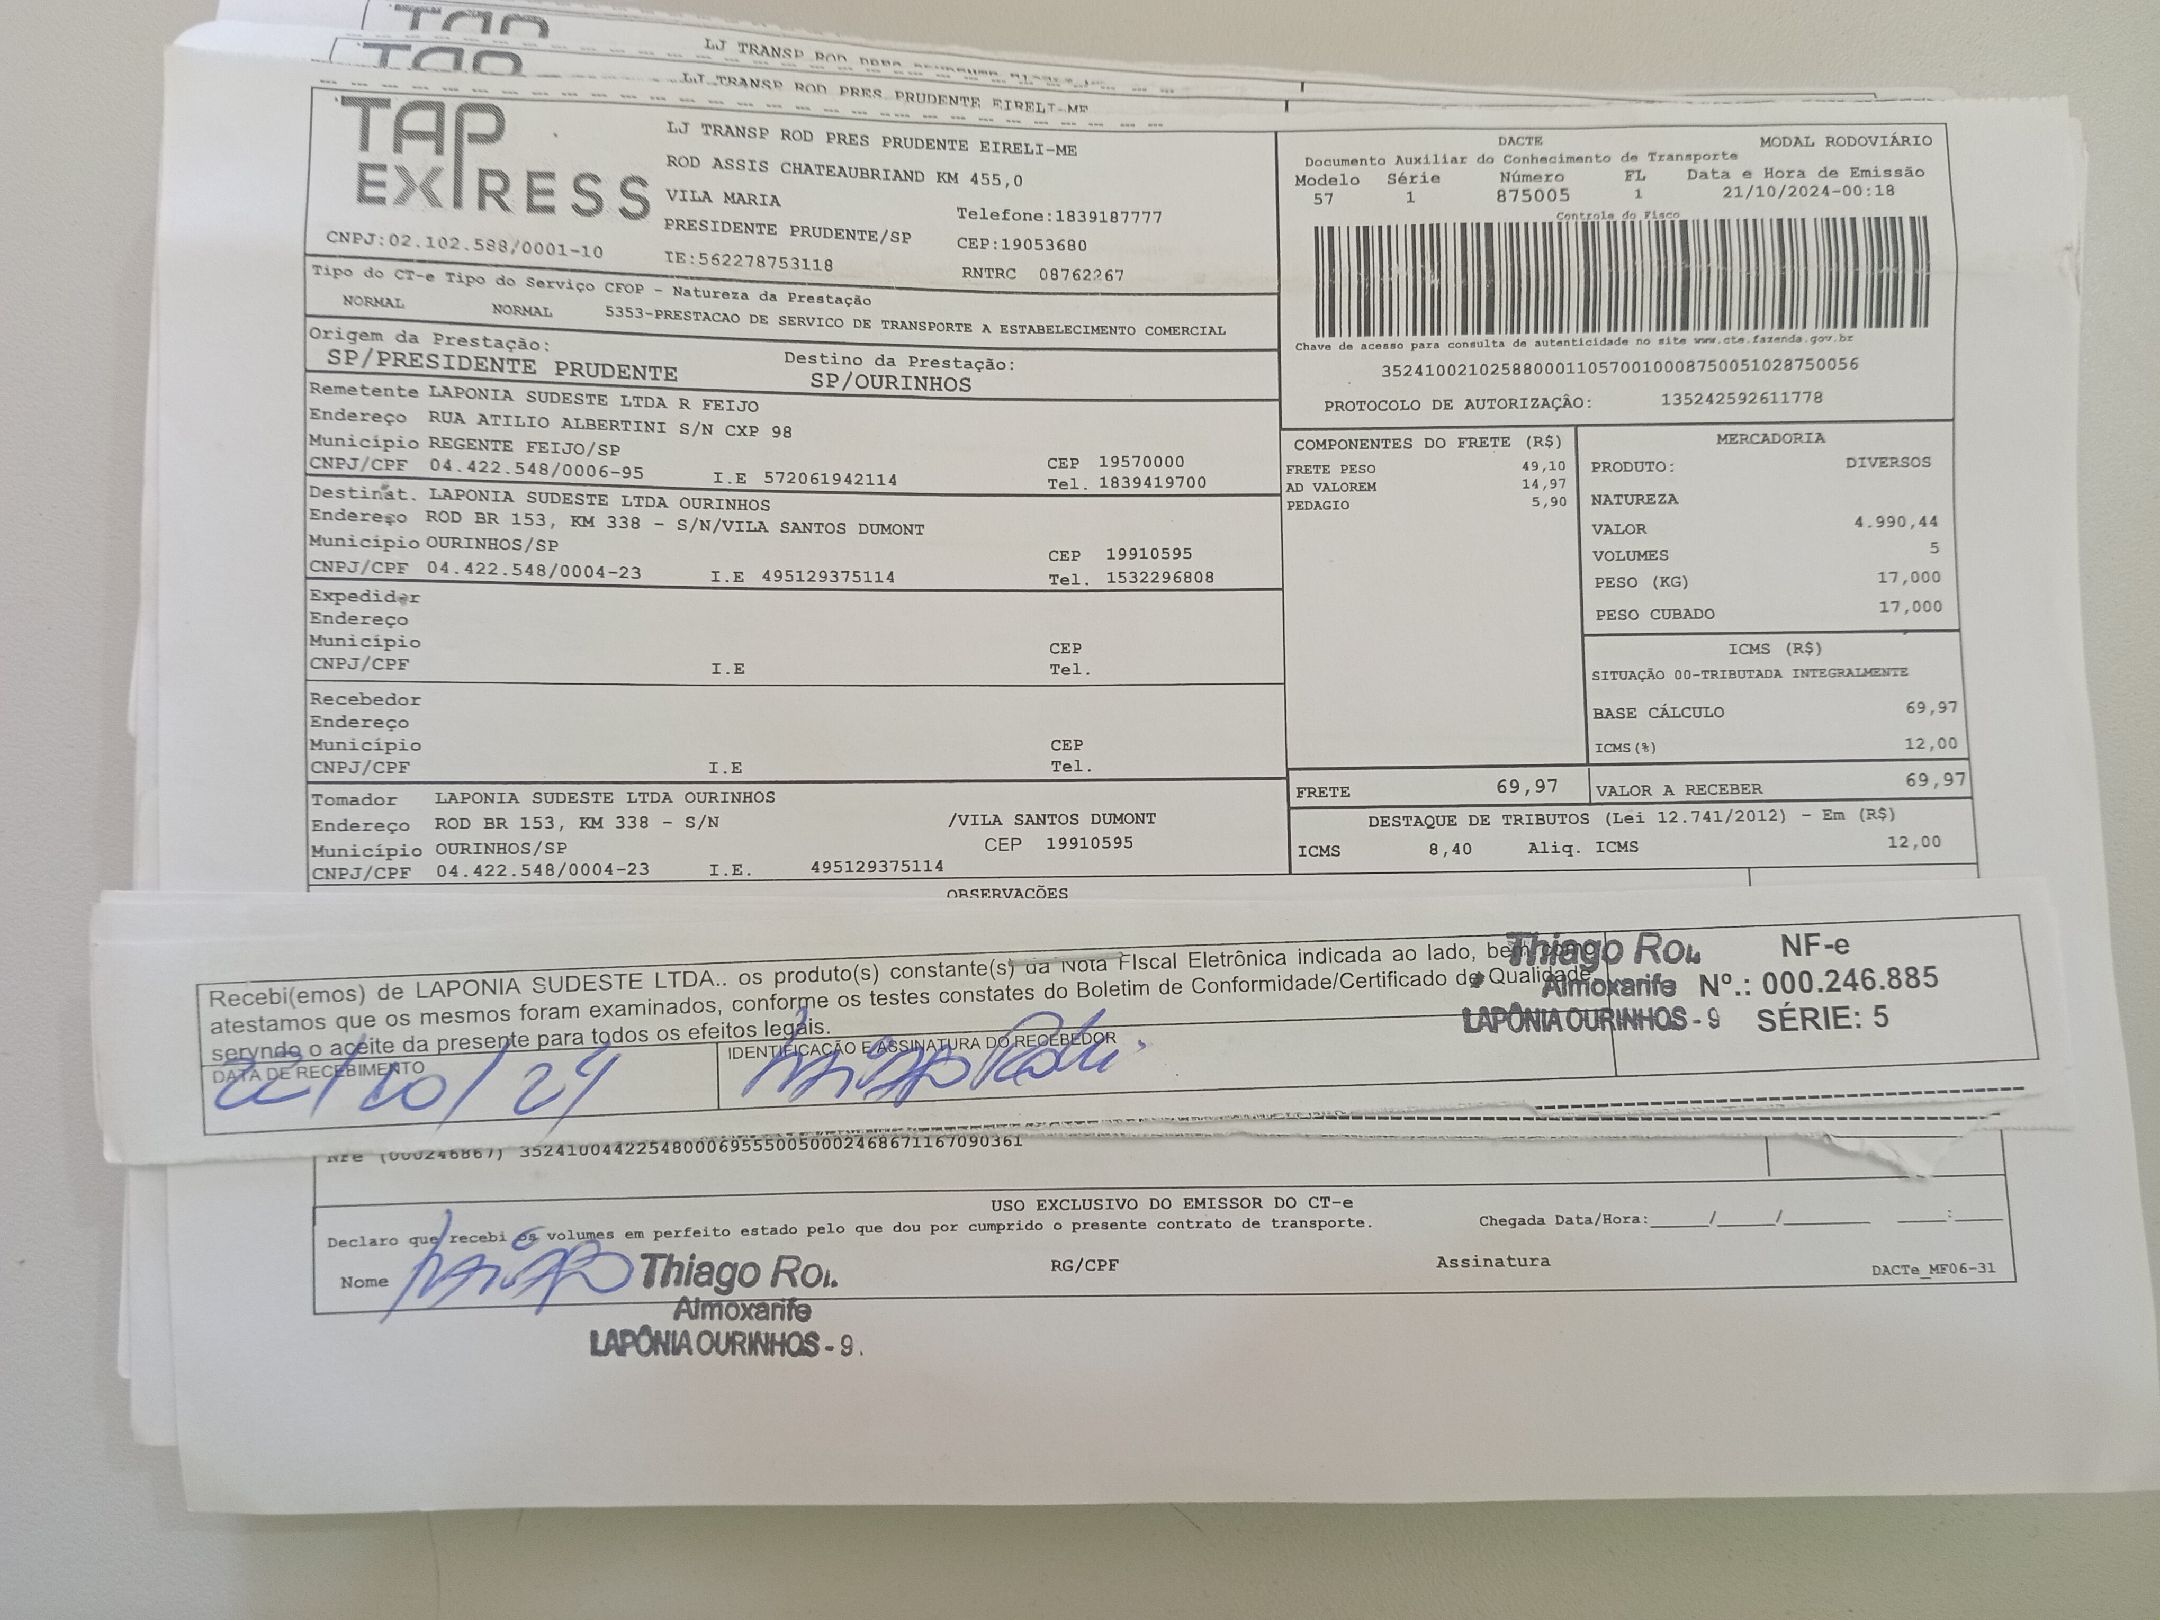 LJ TRANSP ROD
LJ TRANSP ROD PRES PRUDENTE EIRELI-ME
TAP
EXPRESS
CNPJ:02.102.588/0001-10
LJ TRANSP ROD PRES PRUDENTE EIRELI-ME
ROD ASSIS CHATEAUBRIAND KM 455,0
VILA MARIA
Telefone:1839187777
PRESIDENTE PRUDENTE/SP
CEP:19053680
IE:562278753118
RNTRC 08762267
DACTE
MODAL RODOVIÁRIO
Documento Auxiliar do Conhecimento de Transporte
Modelo Série Número FL Data e Hora de Emissão
57 1 875005 1 21/10/2024-00:18
Controle do Fisco
Chave de acesso para consulta de autenticidade no site www.cte.fazenda.gov.br
35241002102588000110570010008750051028750056
PROTOCOLO DE AUTORIZAÇÂO: 135242592611778
Tipo do CT-e Tipo do Serviço CFOP - Natureza da Prestação
NORMAL NORMAL 5353-PRESTACAO DE SERVICO DE TRANSPORTE A ESTABELECIMENTO COMERCIAL
Origem da Prestação: Destino da Prestação:
SP/PRESIDENTE PRUDENTE SP/OURINHOS
Remetente LAPONIA SUDESTE LTDA R FEIJO
Endereço RUA ATILIO ALBERTINI S/N CXP 98
Município REGENTE FEIJO/SP CEP 19570000
CNPJ/CPF 04.422.548/0006-95 I.E 572061942114 Tel. 1839419700
Destinat. LAPONIA SUDESTE LTDA OURINHOS
Endereço ROD BR 153, KM 338 - S/N/VILA SANTOS DUMONT
Município OURINHOS/SP CEP 19910595
CNPJ/CPF 04.422.548/0004-23 I.E 495129375114 Tel. 1532296808
Expedider
Endereço
Município CEP
CNPJ/CPF I.E Tel.
Recebedor
Endereço
Município CEP
CNPJ/CPF I.E Tel.
Tomador LAPONIA SUDESTE LTDA OURINHOS
Endereço ROD BR 153, KM 338 - S/N /VILA SANTOS DUMONT
Município OURINHOS/SP CEP 19910595
CNPJ/CPF 04.422.548/0004-23 I.E. 495129375114
COMPONENTES DO FRETE (R$)
FRETE PESO 49,10
AD VALOREM 14,97
PEDAGIO 5,90
MERCADORIA
PRODUTO: DIVERSOS
NATUREZA
VALOR 4.990,44
VOLUMES 5
PESO (KG) 17,000
PESO CUBADO 17,000
ICMS (R$)
SITUAÇÃO 00-TRIBUTADA INTEGRALMENTE
BASE CÁLCULO 69,97
ICMS(%) 12,00
FRETE 69,97 VALOR A RECEBER 69,97
DESTAQUE DE TRIBUTOS (Lei 12.741/2012) - Em (R$)
ICMS 8,40 Aliq. ICMS 12,00
OBSERVAÇÕES
Recebi(emos) de LAPONIA SUDESTE LTDA.. os produto(s) constante(s) da Nota FIscal Eletrônica indicada ao lado, bem como
atestamos que os mesmos foram examinados, conforme os testes constates do Boletim de Conformidade/Certificado de Qualidade,
seryndo o aceite da presente para todos os efeitos legais.
DATA DE RECEBIMENTO
22/10/24
IDENTIFICAÇÃO E ASSINATURA DO RECEBEDOR
Thiago
Almoxarife
LAPÔNIA OURINHOS - 9
NF-e
Nº.: 000.246.885
SÉRIE: 5
Nfe (000246867) 35241004422548000695550050002468671167090361
USO EXCLUSIVO DO EMISSOR DO CT-e
Declaro que recebi os volumes em perfeito estado pelo que dou por cumprido o presente contrato de transporte.
Chegada Data/Hora:____/____/____ ____:____
Nome RG/CPF Assinatura
Thiago
Almoxarife
LAPÔNIA OURINHOS - 9.
DACTe_MF06-31